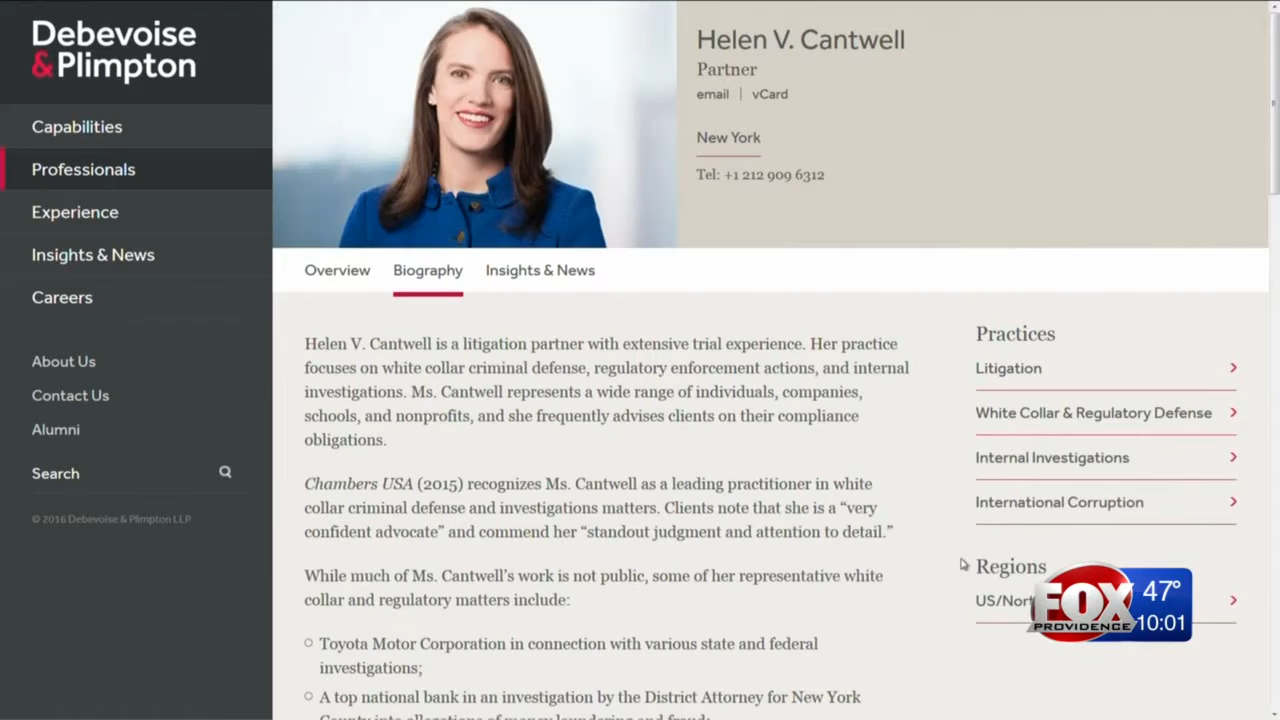 Debevoise
&Plimpton
Capabilities
Professionals
Experience
Insights & News
Careers
About Us
Contact Us
Alumni
Search
© 2016 Debevoise & Plimpton LLP
Helen V. Cantwell
Partner
email | vCard
New York
Tel: +1 212 909 6312
Overview Biography Insights & News
Helen V. Cantwell is a litigation partner with extensive trial experience. Her practice
focuses on white collar criminal defense, regulatory enforcement actions, and internal
investigations. Ms. Cantwell represents a wide range of individuals, companies,
schools, and nonprofits, and she frequently advises clients on their compliance
obligations.
Chambers USA (2015) recognizes Ms. Cantwell as a leading practitioner in white
collar criminal defense and investigations matters. Clients note that she is a “very
confident advocate” and commend her “standout judgment and attention to detail.”
While much of Ms. Cantwell’s work is not public, some of her representative white
collar and regulatory matters include:
Toyota Motor Corporation in connection with various state and federal
investigations;
A top national bank in an investigation by the District Attorney for New York
County into allegations of money laundering and fraud;
Practices
Litigation
White Collar & Regulatory Defense
Internal Investigations
International Corruption
Regions
US/Nort
FOX
PROVIDENCE
47°
10:01